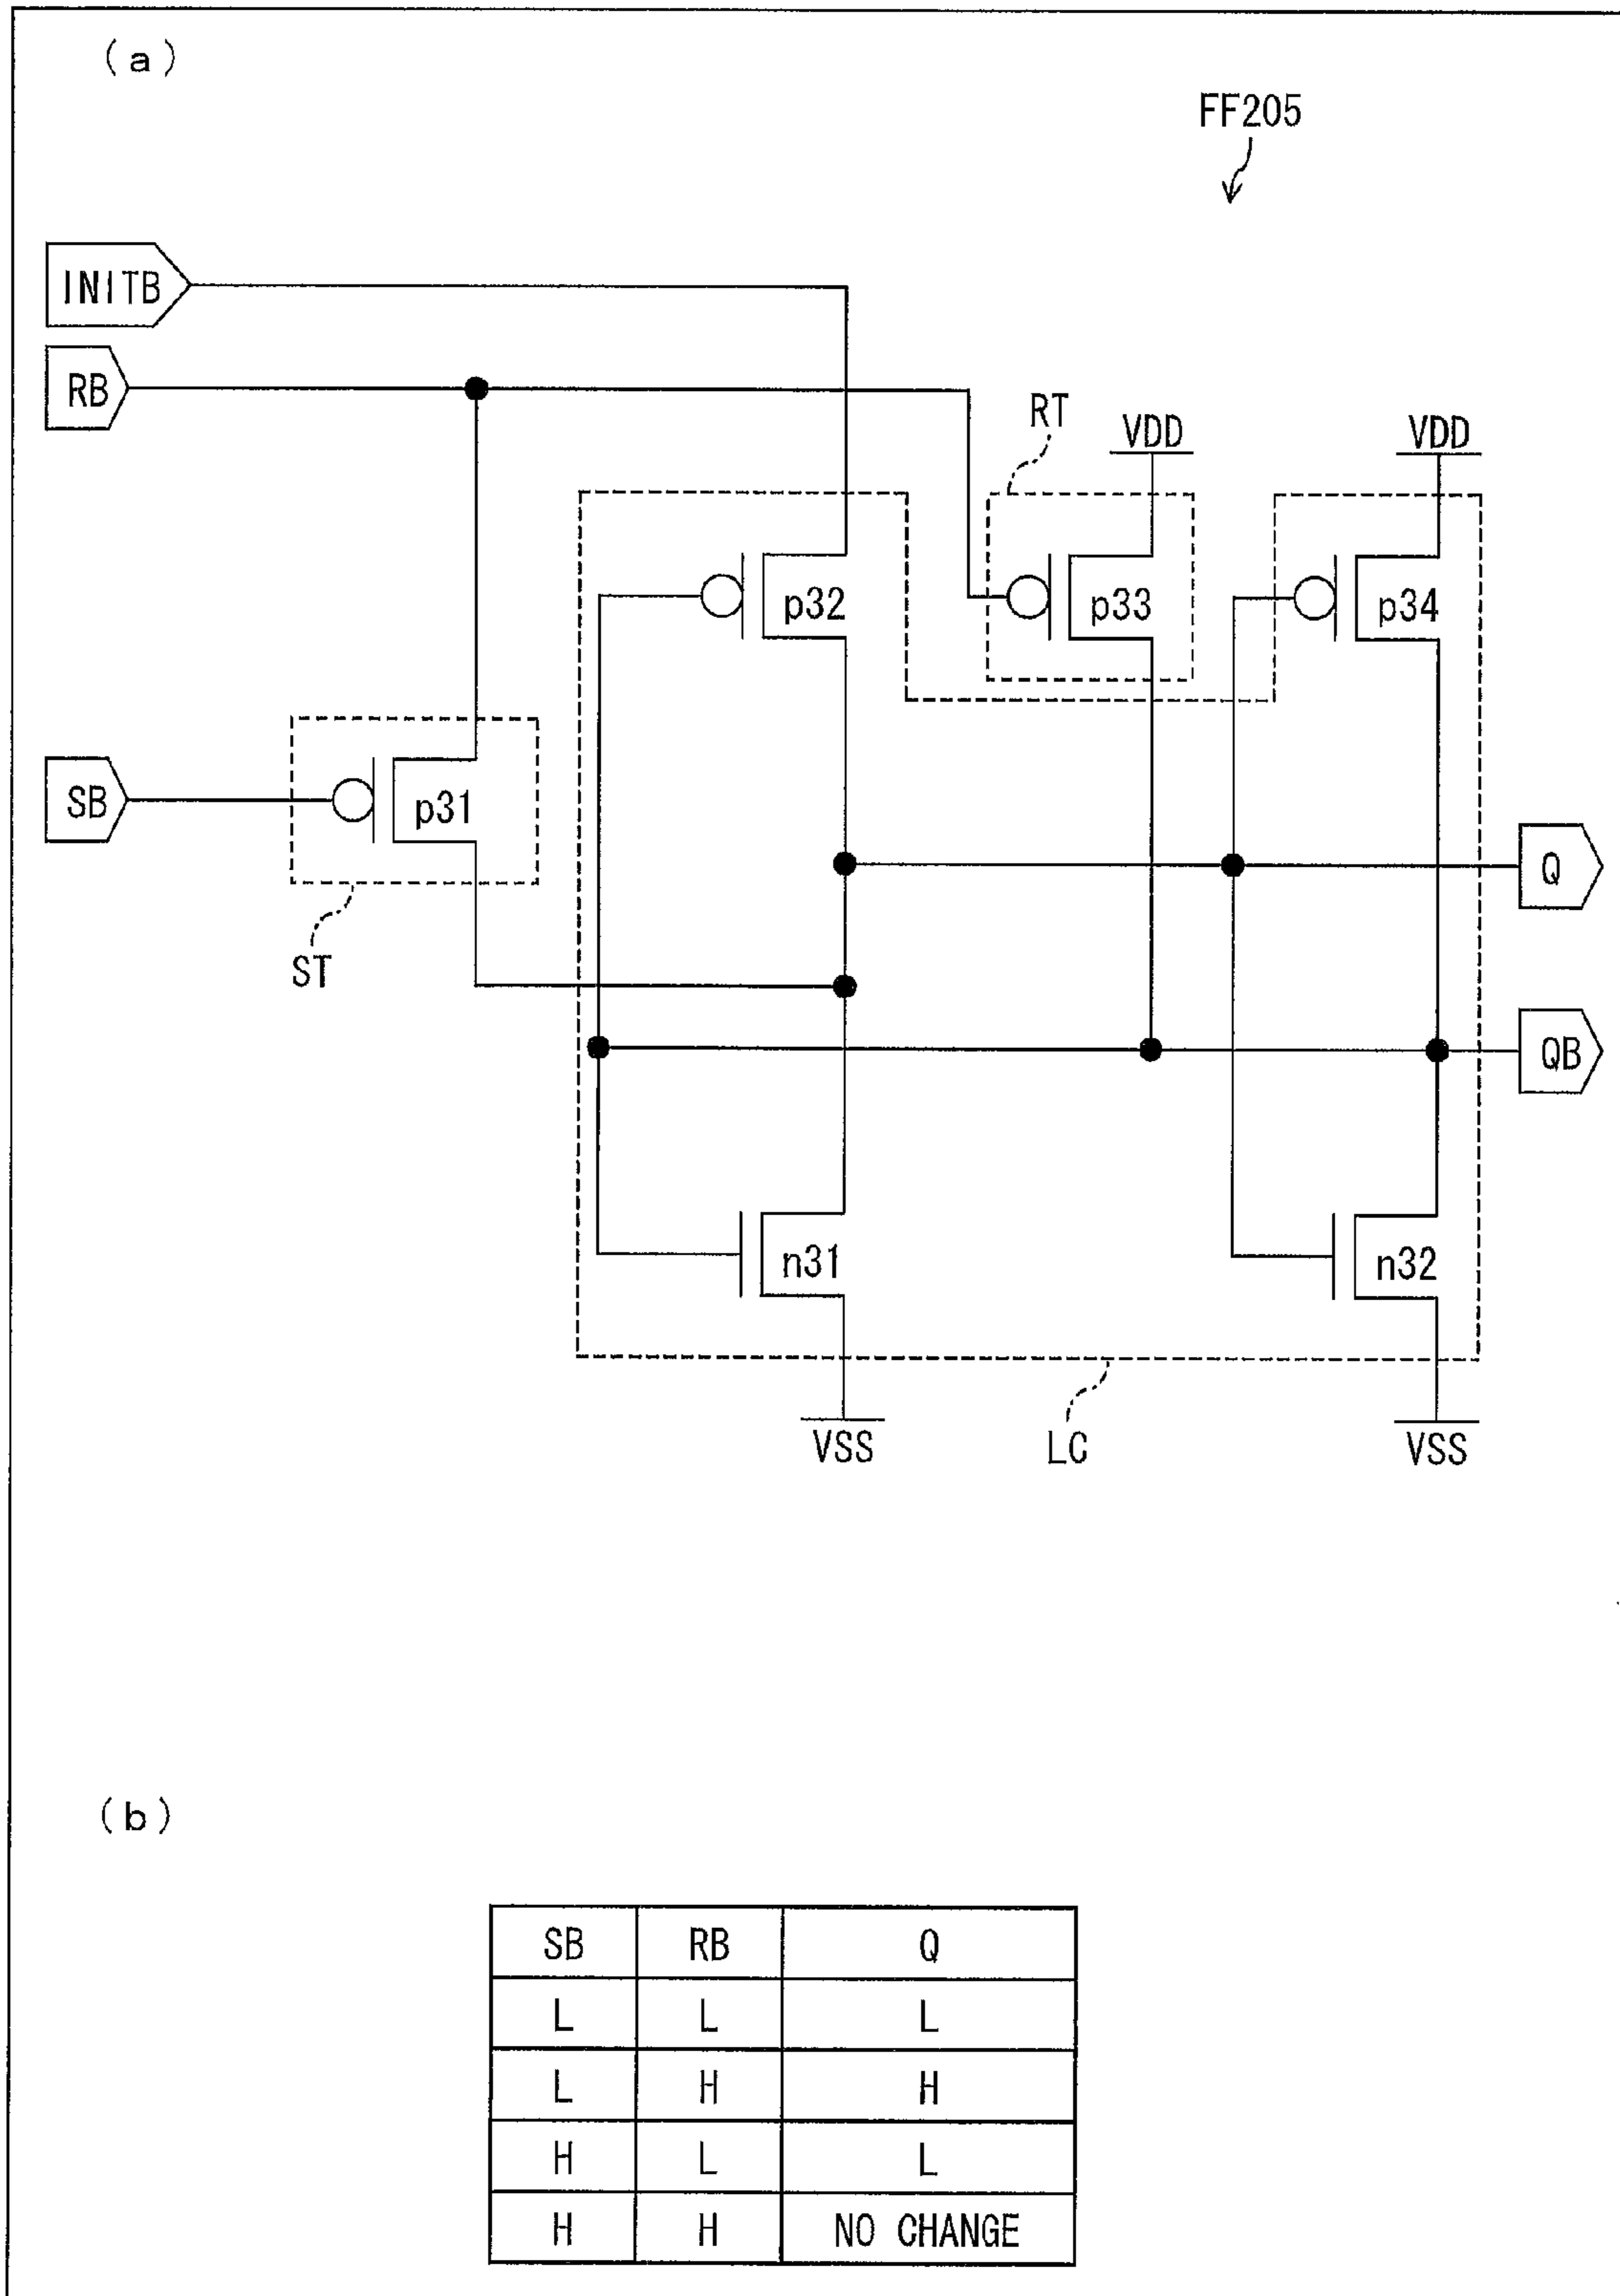 (a)
FF205
INITB
RB
RT
VDD
VDD
p32
p33
p34
SB
p31
Q
ST
QB
n31
n32
VSS
LC
VSS
(b)
SB RB Q
L L L
L H H
H L L
H H NO CHANGE